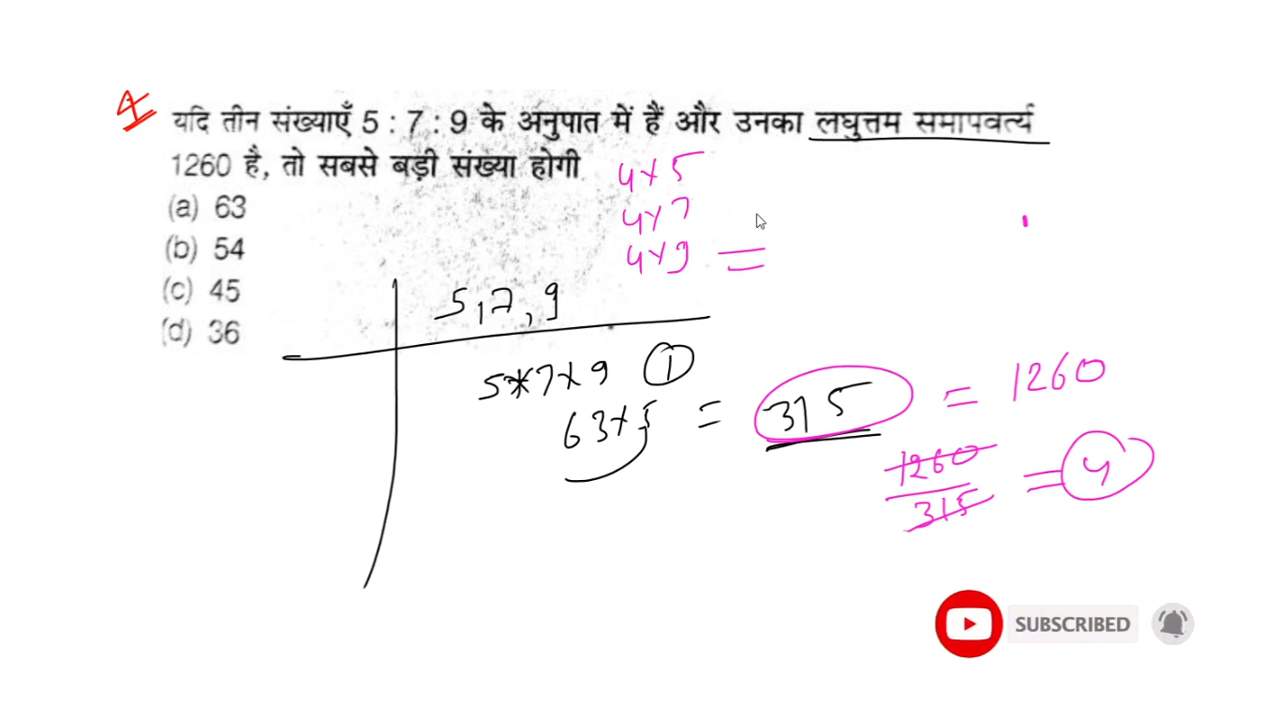 4
यदि तीन संख्याएँ 5 : 7 : 9 के अनुपात में हैं और उनका लघुत्तम समापवर्त्य
1260 है, तो सबसे बड़ी संख्या होगी
(a) 63
(b) 54
(c) 45
(d) 36
4×5
4×7
4×9 =
5,7,9
5*7×9 ①
63×5 = 315 = 1260
1260/315 = 4
SUBSCRIBED